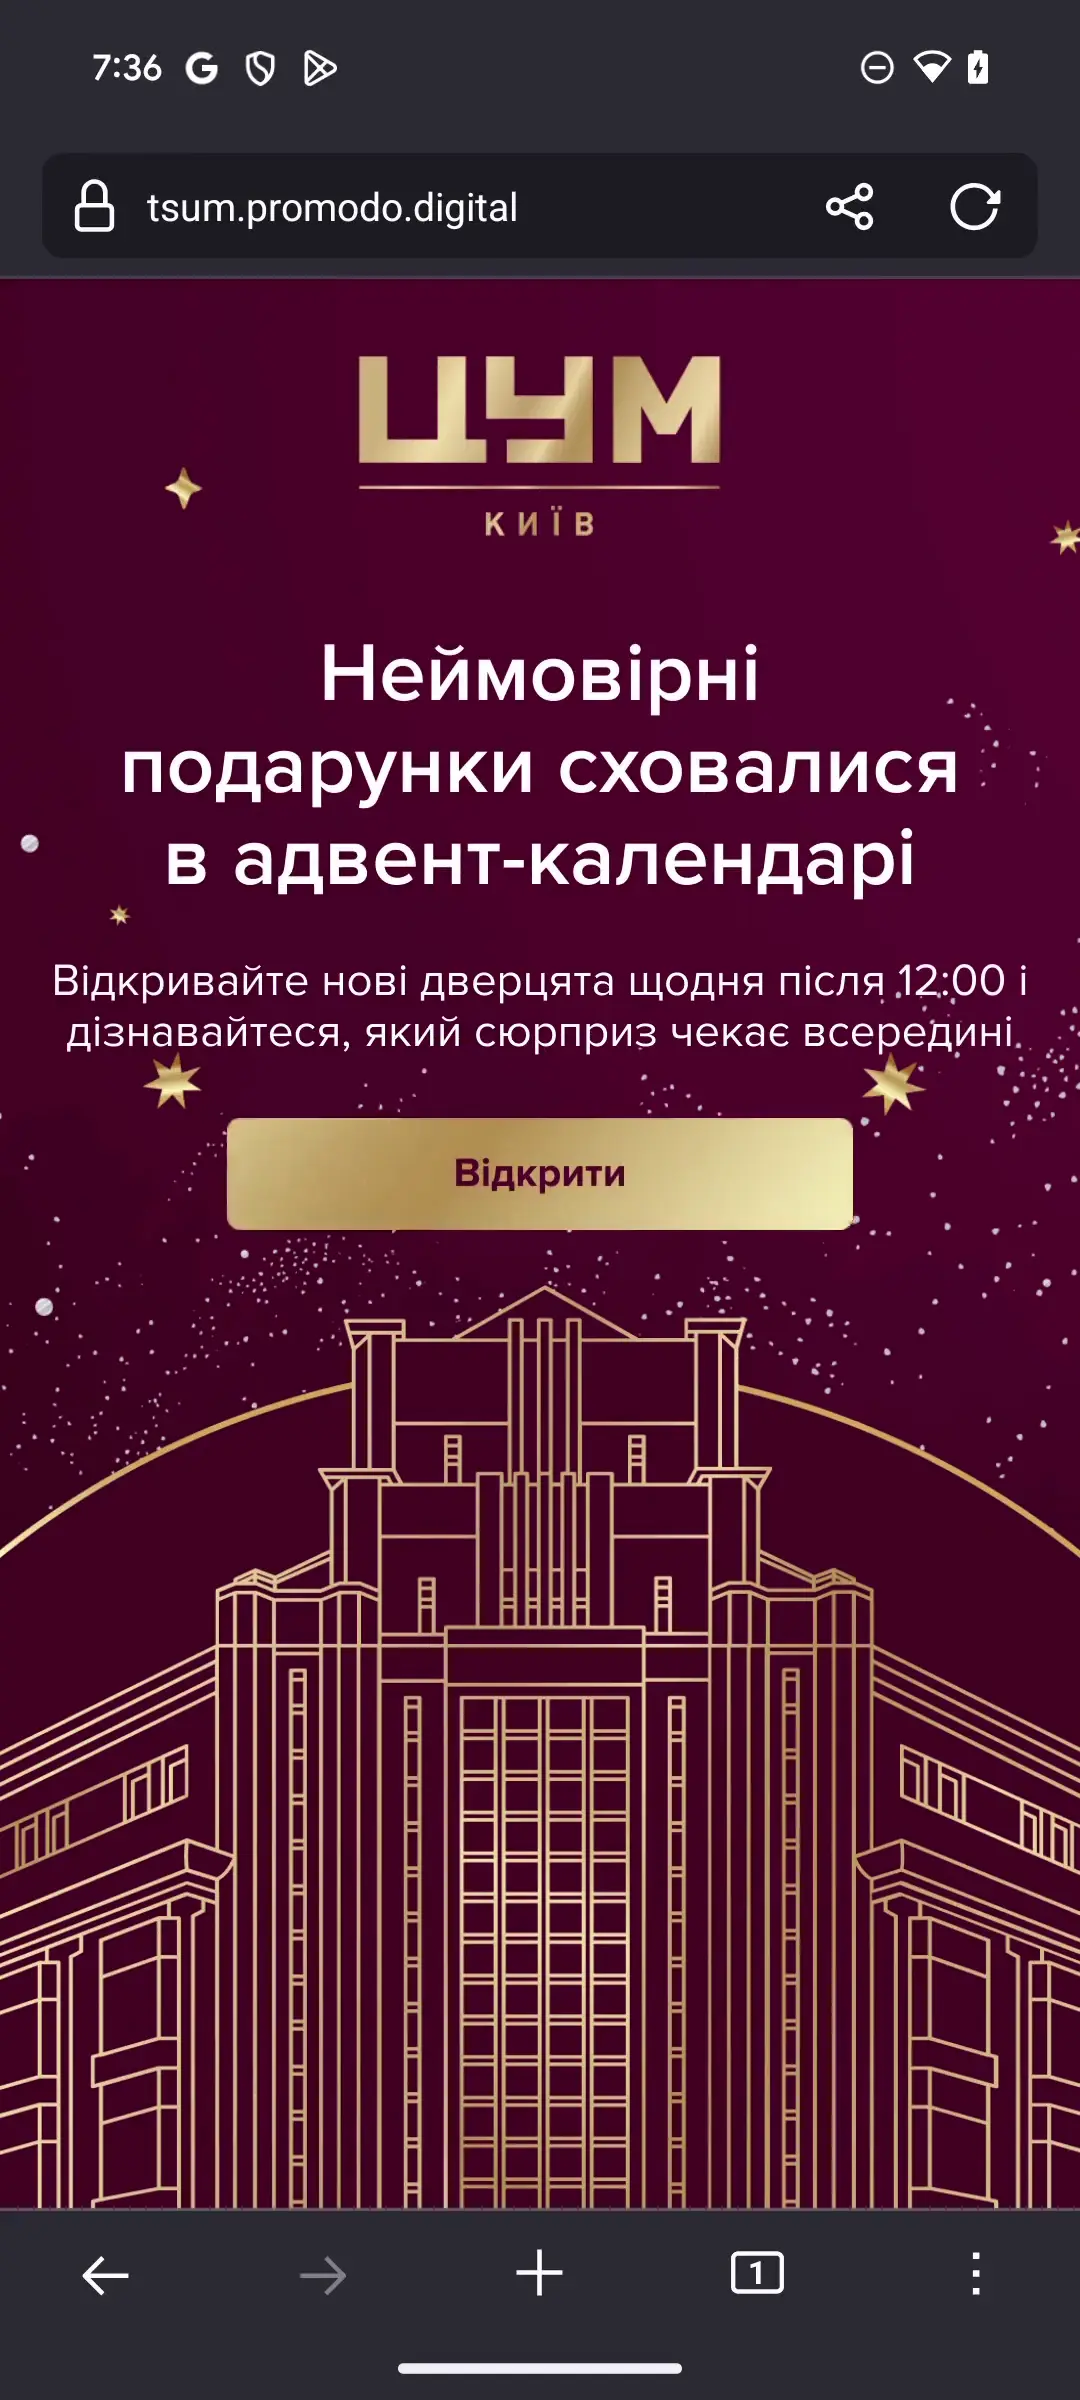 7:36
tsum.promodo.digital
ЦУМ
КИЇВ
Неймовірні
подарунки сховалися
в адвент-календарі
Відкривайте нові дверцята щодня після 12:00 і
дізнавайтеся, який сюрприз чекає всередині.
Відкрити
1